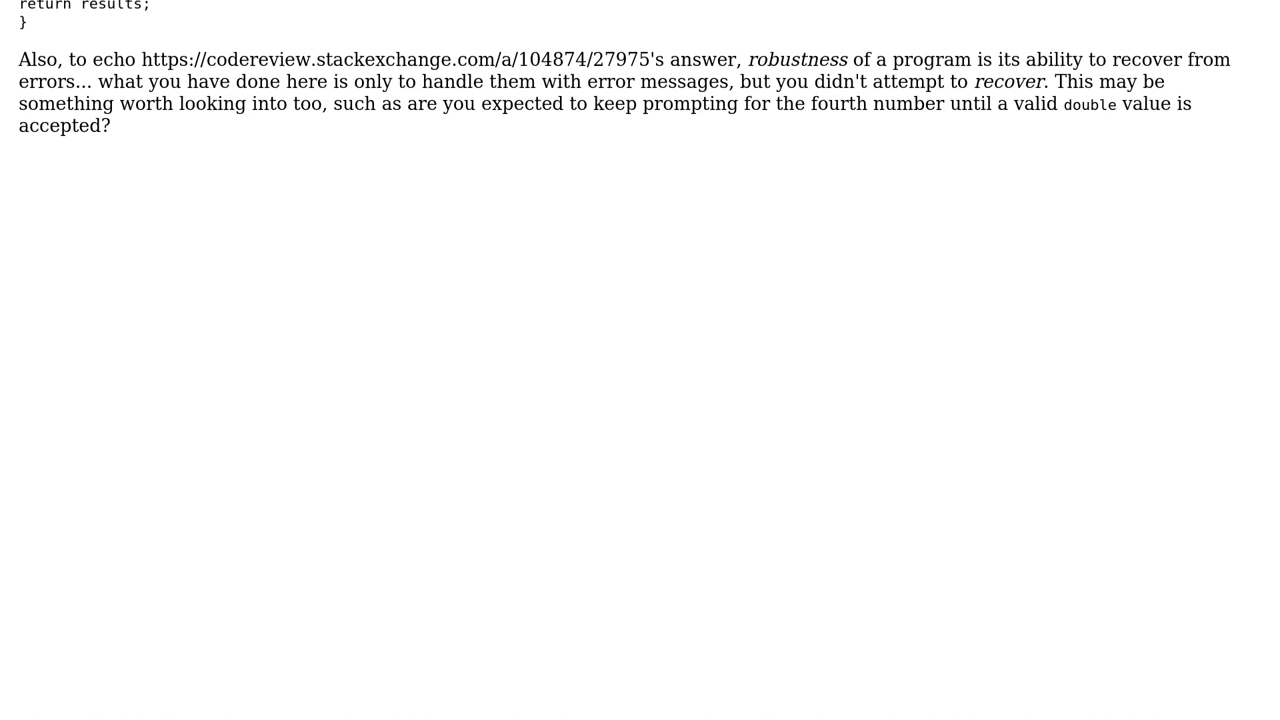 return results;
}
Also, to echo https://codereview.stackexchange.com/a/104874/27975's answer, robustness of a program is its ability to recover from
errors... what you have done here is only to handle them with error messages, but you didn't attempt to recover. This may be
something worth looking into too, such as are you expected to keep prompting for the fourth number until a valid double value is
accepted?